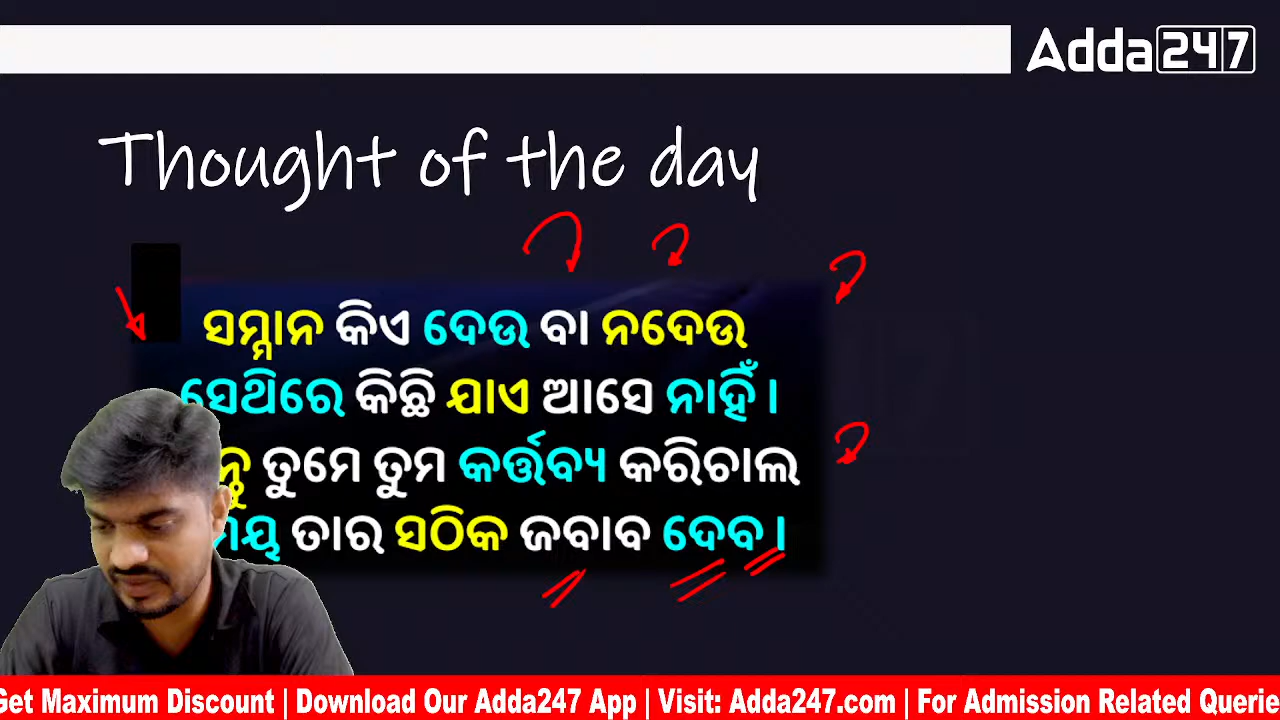 Adda247
Thought of the day
ସମ୍ମାନ କିଏ ଦେଉ ବା ନଦେଉ
ସେଥିରେ କିଛି ଯାଏ ଆସେ ନାହିଁ ।
ତୁମେ ତୁମ କର୍ତ୍ତବ୍ୟ କରିଚାଲ
ତାର ସଠିକ ଜବାବ ଦେବ ।
Get Maximum Discount | Download Our Adda247 App | Visit: Adda247.com | For Admission Related